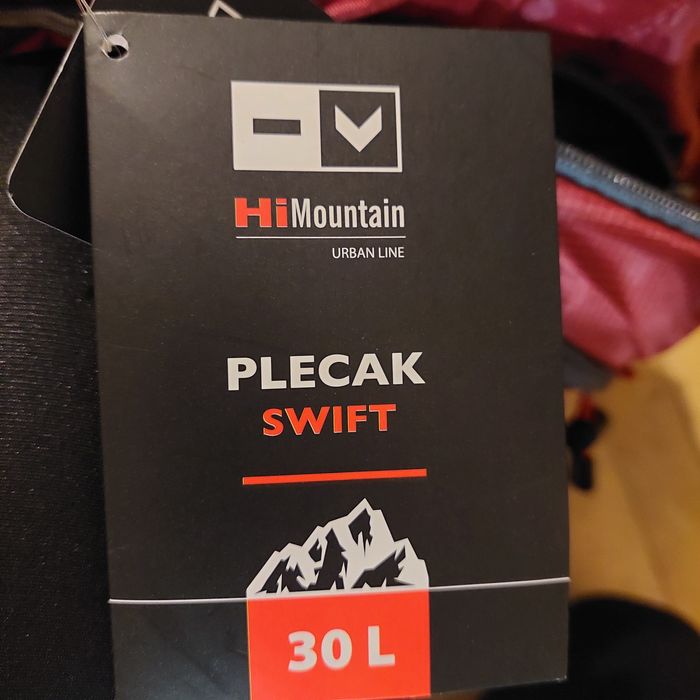 HiMountain
URBAN LINE
PLECAK
SWIFT
30 L